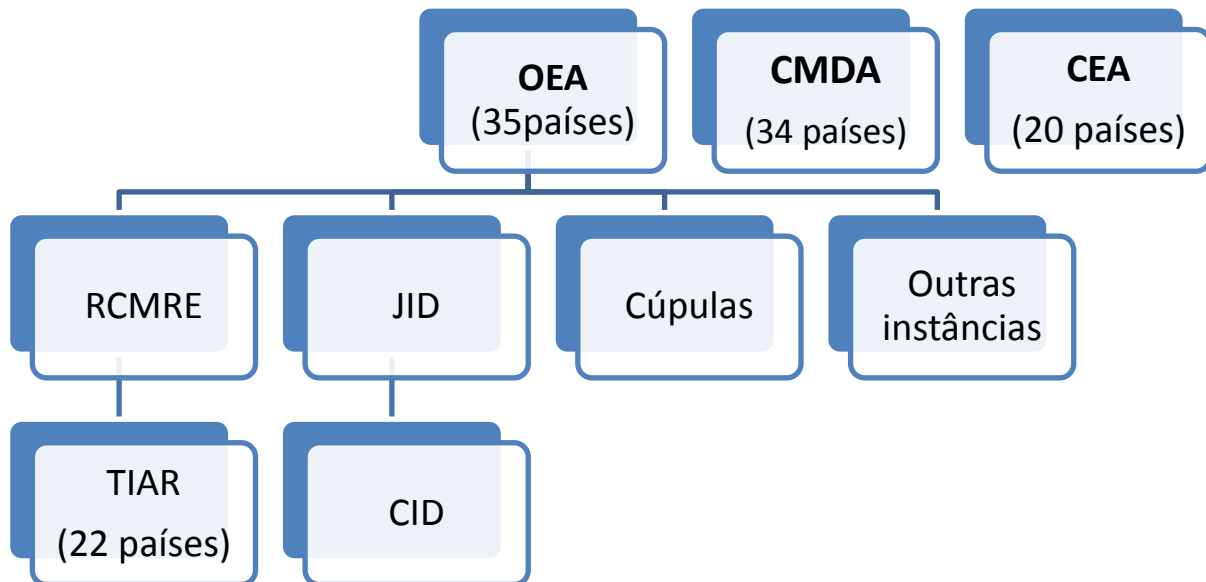 OEA
(35países)
CMDA
(34 países)
CEA
(20 países)
RCMRE
JID
Cúpulas
Outras
instâncias
TIAR
(22 países)
CID